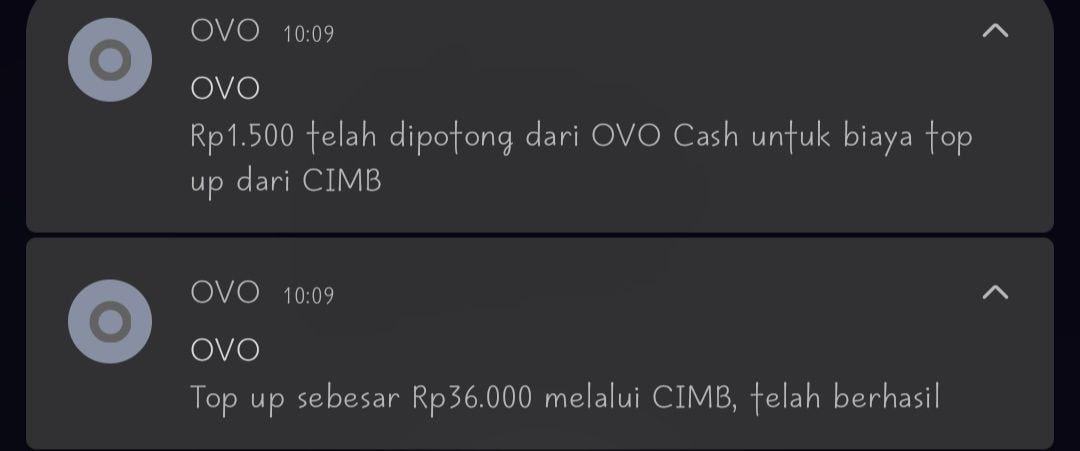 OVO 10:09
OVO
Rp1.500 telah dipotong dari OVO Cash untuk biaya top
up dari CIMB
OVO 10:09
OVO
Top up sebesar Rp36.000 melalui CIMB, telah berhasil